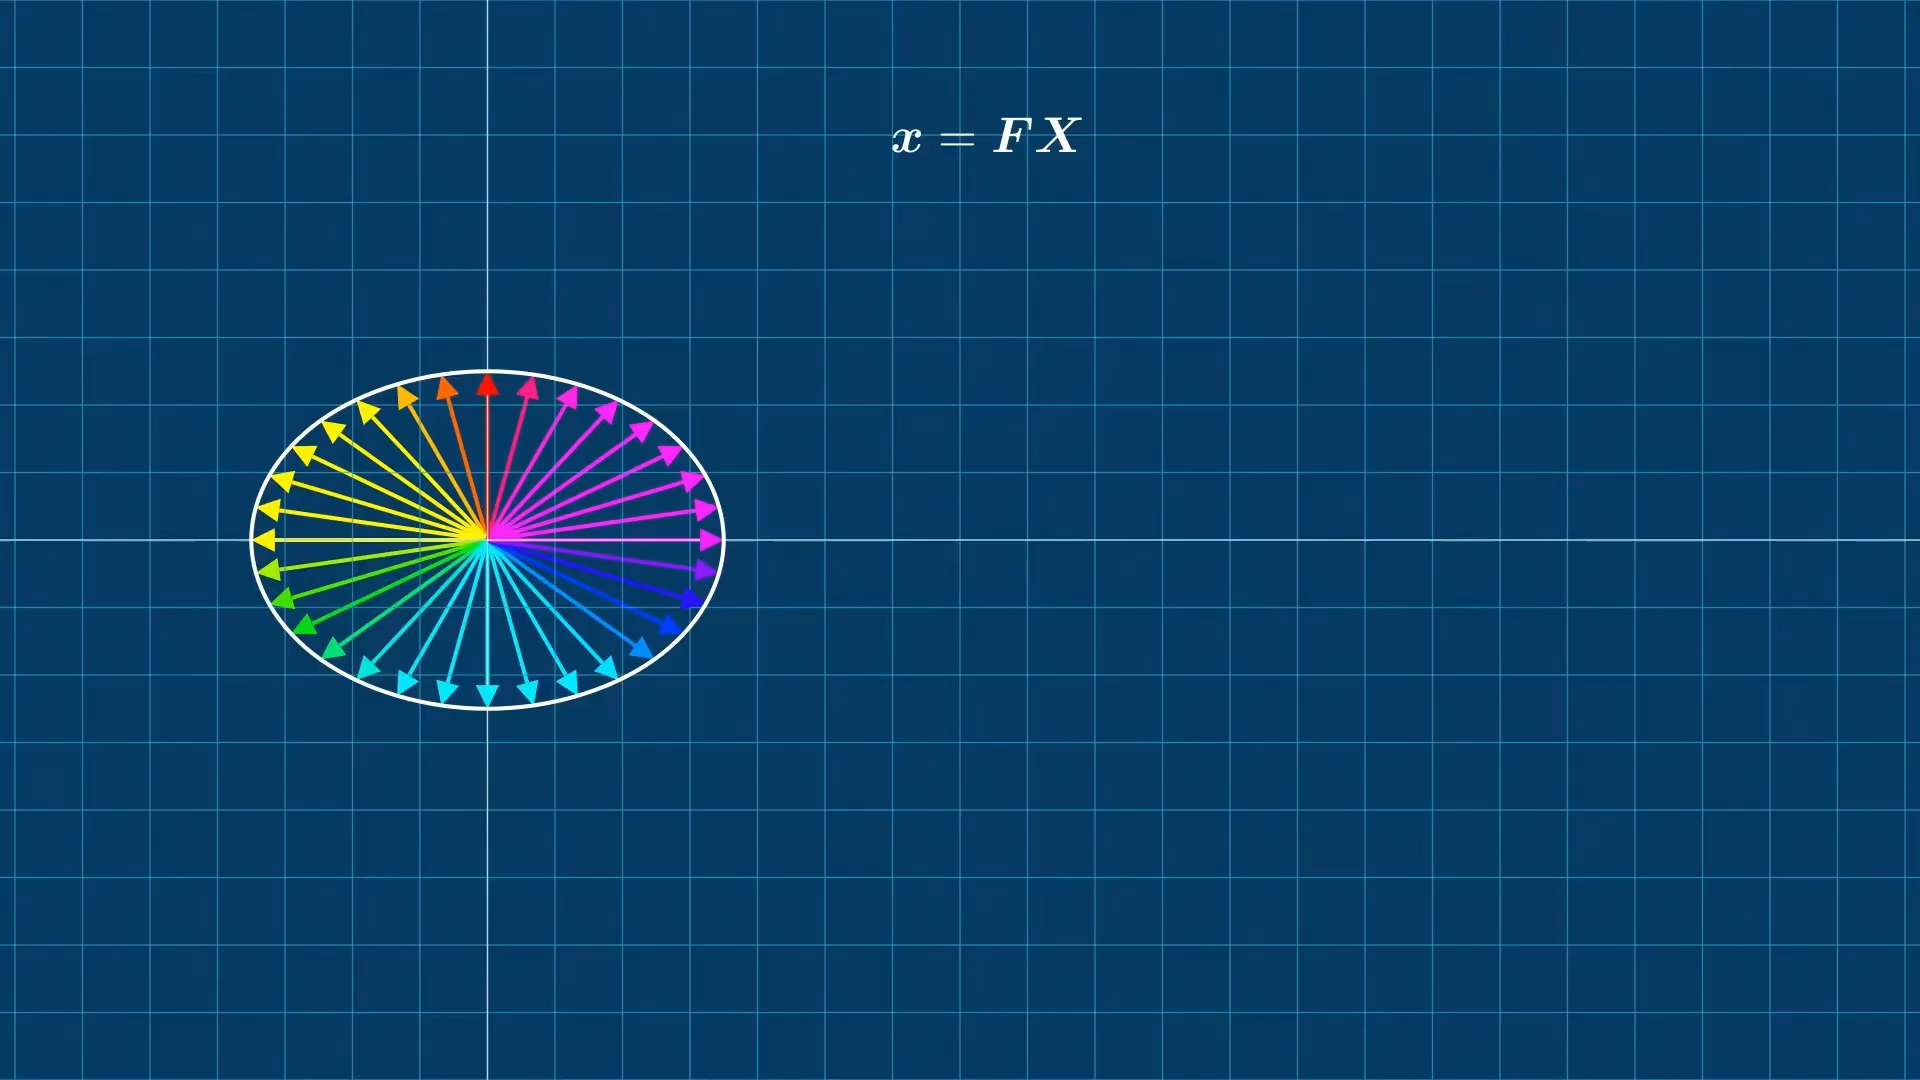 x = FX